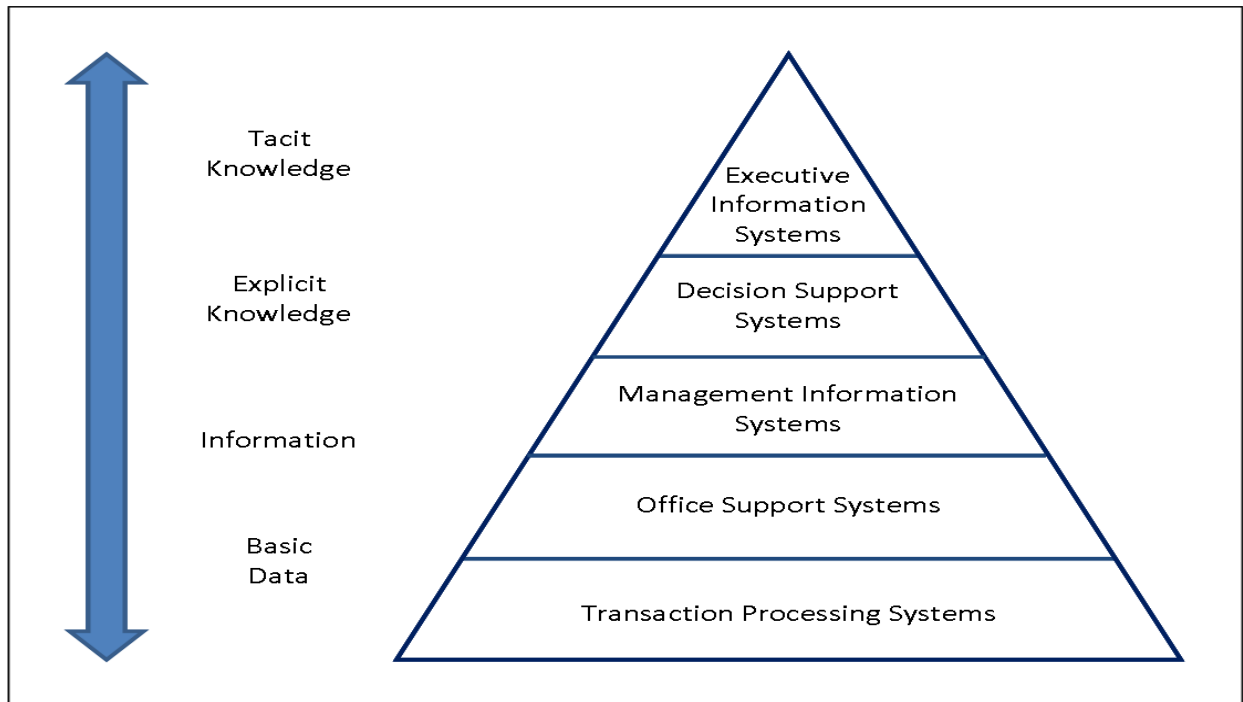 Tacit
Knowledge
Explicit
Knowledge
Information
Basic
Data
Executive
Information
Systems
Decision Support
Systems
Management Information
Systems
Office Support Systems
Transaction Processing Systems